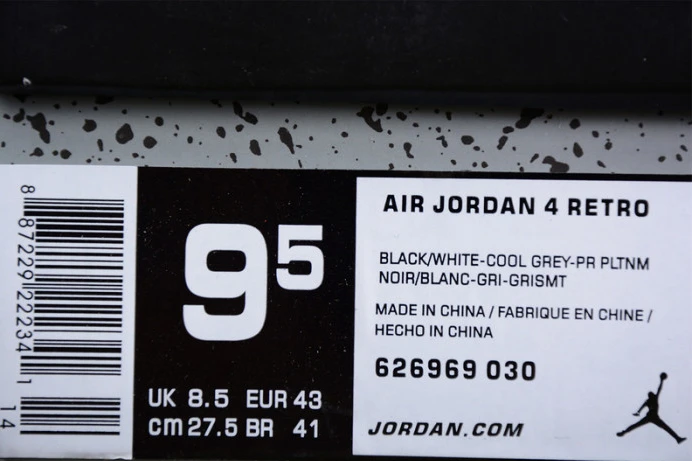 8 87229 22234 1
14
9 5
UK 8.5 EUR 43
cm 27.5 BR 41
AIR JORDAN 4 RETRO
BLACK/WHITE-COOL GREY-PR PLTNM
NOIR/BLANC-GRI-GRISMT
MADE IN CHINA / FABRIQUE EN CHINE /
HECHO IN CHINA
626969 030
JORDAN.COM